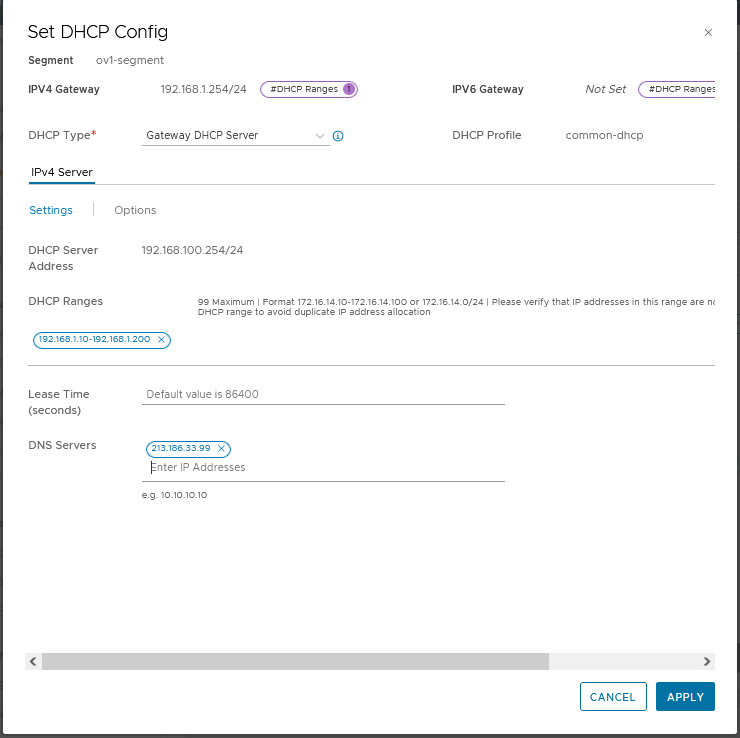 Set DHCP Config
Segment ov1-segment
IPV4 Gateway 192.168.1.254/24 #DHCP Ranges 1 IPV6 Gateway Not Set #DHCP Ranges
DHCP Type* Gateway DHCP Server DHCP Profile common-dhcp
IPv4 Server
Settings Options
DHCP Server Address 192.168.100.254/24
DHCP Ranges 99 Maximum | Format 172.16.14.10-172.16.14.100 or 172.16.14.0/24 | Please verify that IP addresses in this range are
DHCP range to avoid duplicate IP address allocation
192.168.1.10-192.168.1.200
Lease Time (seconds) Default value is 86400
DNS Servers 213.186.33.99
Enter IP Addresses
e.g. 10.10.10.10
CANCEL APPLY